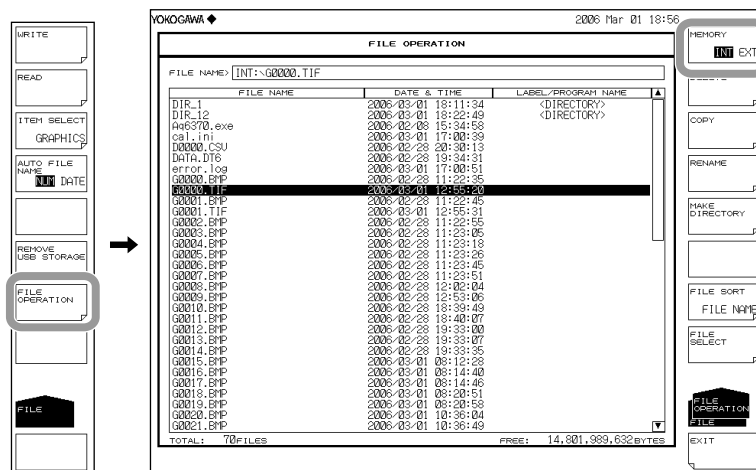 WRITE
READ
ITEM SELECT
GRAPHICS
AUTO FILE
NAME
NUM DATE
REMOVE
USB STORAGE
FILE
OPERATION
FILE
YOKOGAWA ◆
2006 Mar 01 18:56
FILE OPERATION
FILE NAME> INT:\G0000.TIF
FILE NAME DATE & TIME LABEL/PROGRAM NAME
DIR_1 2006/03/01 18:11:34 <DIRECTORY>
DIR_12 2006/03/01 18:22:49 <DIRECTORY>
Aq6370.exe 2006/02/08 15:34:58
cal.ini 2006/03/01 17:00:39
D0000.CSV 2006/02/28 20:30:13
DATA.DT6 2006/02/28 19:34:31
error.log 2006/03/01 17:00:51
G0000.BMP 2006/02/28 11:22:35
G0000.TIF 2006/03/01 12:55:20
G0001.BMP 2006/02/28 11:22:45
G0001.TIF 2006/03/01 12:55:31
G0002.BMP 2006/02/28 11:22:55
G0003.BMP 2006/02/28 11:23:05
G0004.BMP 2006/02/28 11:23:18
G0005.BMP 2006/02/28 11:23:26
G0006.BMP 2006/02/28 11:23:45
G0007.BMP 2006/02/28 11:23:51
G0008.BMP 2006/02/28 12:02:04
G0009.BMP 2006/02/28 12:53:06
G0010.BMP 2006/02/28 18:39:49
G0011.BMP 2006/02/28 18:40:07
G0012.BMP 2006/02/28 19:33:00
G0013.BMP 2006/02/28 19:33:07
G0014.BMP 2006/02/28 19:33:35
G0015.BMP 2006/03/01 08:12:28
G0016.BMP 2006/03/01 08:14:40
G0017.BMP 2006/03/01 08:14:46
G0018.BMP 2006/03/01 08:20:51
G0019.BMP 2006/03/01 08:20:58
G0020.BMP 2006/03/01 10:36:04
G0021.BMP 2006/03/01 10:36:49
TOTAL: 70FILES FREE: 14,801,989,632BYTES
MEMORY
INT EXT
COPY
RENAME
MAKE
DIRECTORY
FILE SORT
FILE NAME
FILE
SELECT
FILE
OPERATION
FILE
EXIT